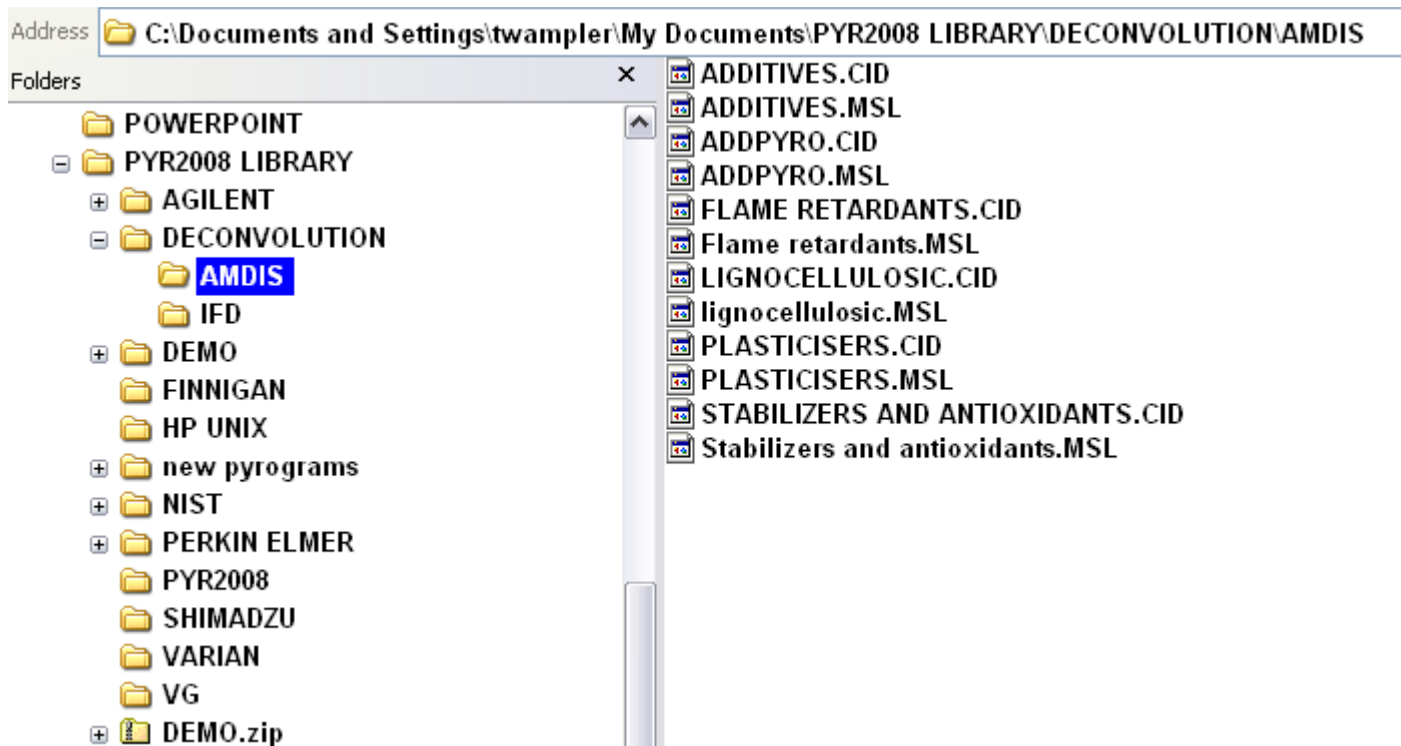 Address C:\Documents and Settings\twampler\My Documents\PYR2008 LIBRARY\DECONVOLUTION\AMDIS
Folders
POWERPOINT
PYR2008 LIBRARY
AGILENT
DECONVOLUTION
AMDIS
IFD
DEMO
FINNIGAN
HP UNIX
new pyrograms
NIST
PERKIN ELMER
PYR2008
SHIMADZU
VARIAN
VG
DEMO.zip
ADDITIVES.CID
ADDITIVES.MSL
ADDPYRO.CID
ADDPYRO.MSL
FLAME RETARDANTS.CID
Flame retardants.MSL
LIGNOCELLULOSIC.CID
lignocellulosic.MSL
PLASTICISERS.CID
PLASTICISERS.MSL
STABILIZERS AND ANTIOXIDANTS.CID
Stabilizers and antioxidants.MSL